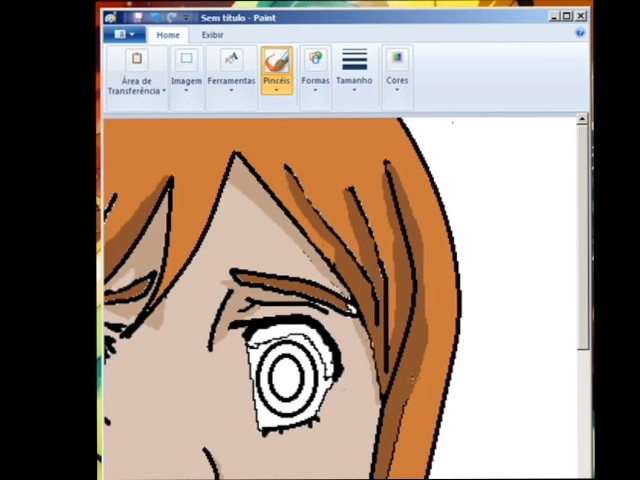 Sem título - Paint
Home Exibir
Área de Transferência Imagem Ferramentas Pincéis Formas Tamanho Cores